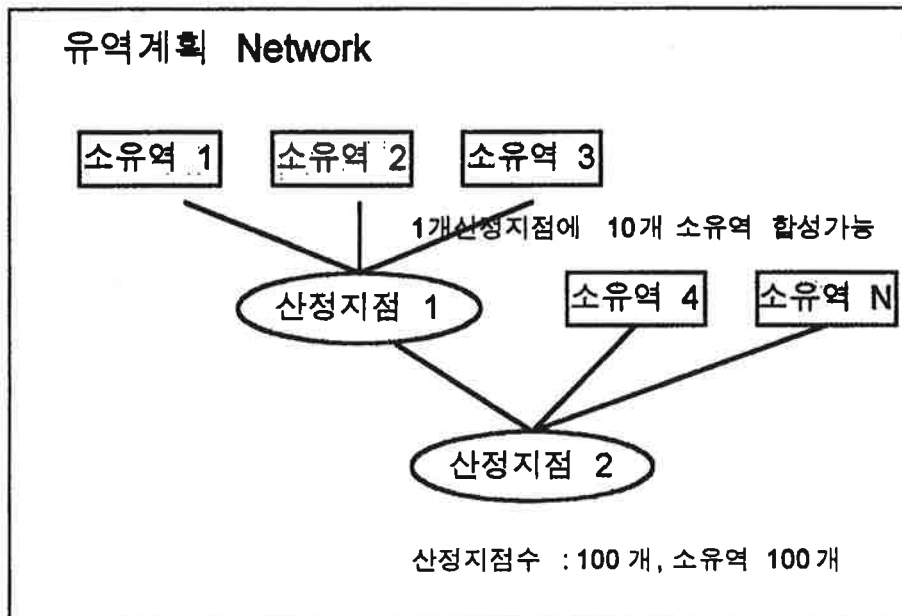 유역계획 Network
소유역 1 소유역 2 소유역 3
1개산정지점에 10개 소유역 합성가능
산정지점 1 소유역 4 소유역 N
산정지점 2
산정지점수 : 100 개, 소유역 100 개